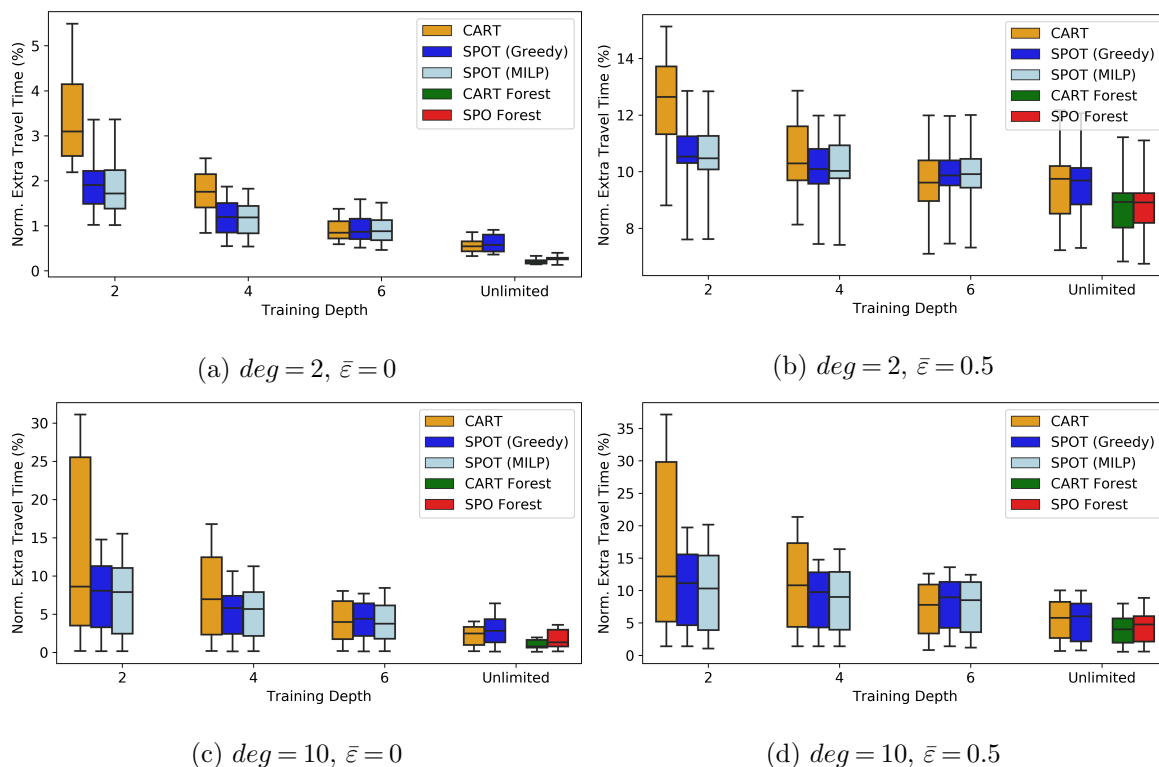 Norm. Extra Travel Time (%)
5
4
3
2
1
0
CART
SPOT (Greedy)
SPOT (MILP)
CART Forest
SPO Forest
2
4
6
Unlimited
Training Depth
(a) deg = 2, ε̄ = 0
Norm. Extra Travel Time (%)
14
12
10
8
CART
SPOT (Greedy)
SPOT (MILP)
CART Forest
SPO Forest
2
4
6
Unlimited
Training Depth
(b) deg = 2, ε̄ = 0.5
Norm. Extra Travel Time (%)
30
25
20
15
10
5
0
CART
SPOT (Greedy)
SPOT (MILP)
CART Forest
SPO Forest
2
4
6
Unlimited
Training Depth
(c) deg = 10, ε̄ = 0
Norm. Extra Travel Time (%)
35
30
25
20
15
10
5
0
CART
SPOT (Greedy)
SPOT (MILP)
CART Forest
SPO Forest
2
4
6
Unlimited
Training Depth
(d) deg = 10, ε̄ = 0.5